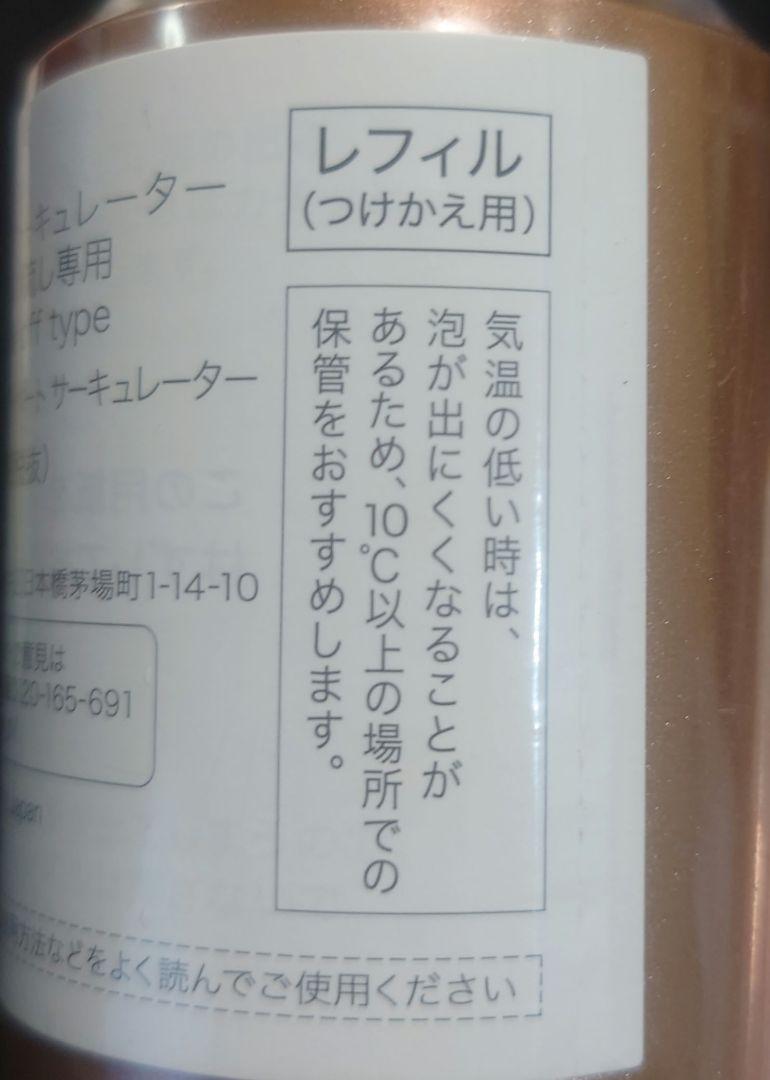 レフィル
(つけかえ用)
気温の低い時は、
泡が出にくくなることが
あるため、10℃以上の場所での
保管をおすすめします。
キュレーター
し専用
type
サーキュレーター
日本橋茅場町1-14-10
意見は
20-165-691
Japan
方法などをよく読んでご使用ください